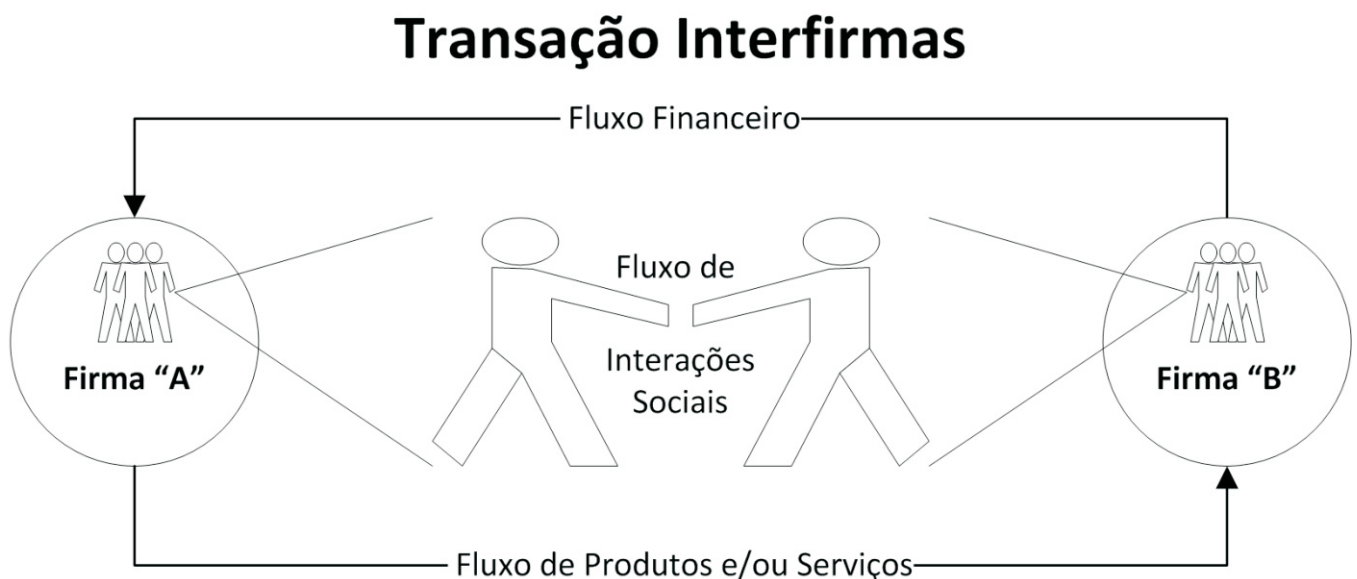 Transação Interfirmas
Fluxo Financeiro
Fluxo de
Interações
Sociais
Firma “A”
Firma “B”
Fluxo de Produtos e/ou Serviços